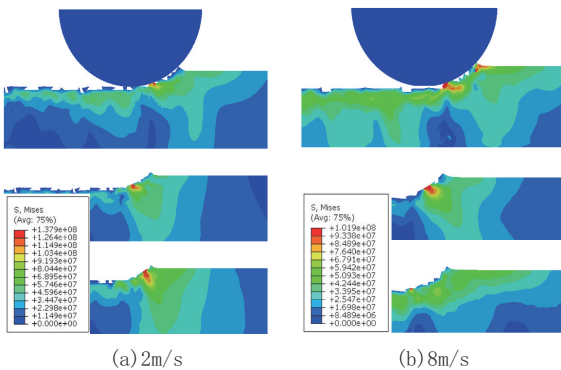 S, Mises
(Avg: 75%)
+1.379e+08
+1.264e+08
+1.149e+08
+1.034e+08
+9.193e+07
+8.044e+07
+6.895e+07
+5.746e+07
+4.596e+07
+3.447e+07
+2.298e+07
+1.149e+07
+0.000e+00
(a)2m/s
S, Mises
(Avg: 75%)
+1.019e+08
+9.338e+07
+8.489e+07
+7.640e+07
+6.791e+07
+5.942e+07
+5.093e+07
+4.244e+07
+3.395e+07
+2.547e+07
+1.698e+07
+8.489e+06
+0.000e+00
(b)8m/s